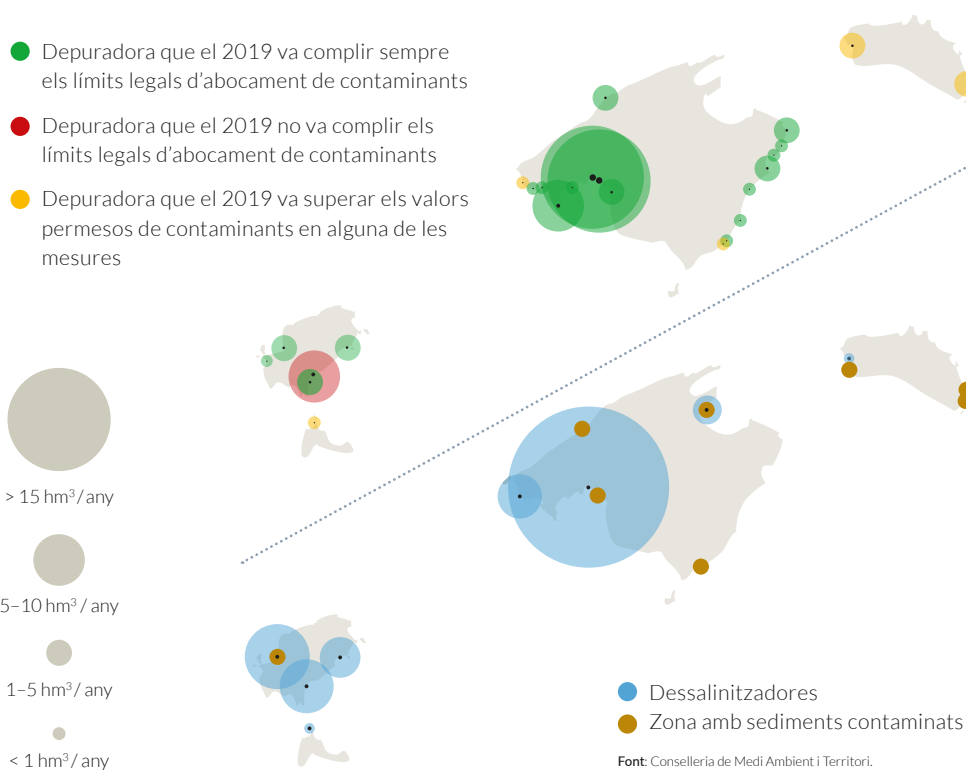 Depuradora que el 2019 va complir sempre
els límits legals d’abocament de contaminants
Depuradora que el 2019 no va complir els
límits legals d’abocament de contaminants
Depuradora que el 2019 va superar els valors
permesos de contaminants en alguna de les
mesures
> 15 hm³ / any
5–10 hm³ / any
1–5 hm³ / any
< 1 hm³ / any
Dessalinitzadores
Zona amb sediments contaminats
Font: Conselleria de Medi Ambient i Territori.